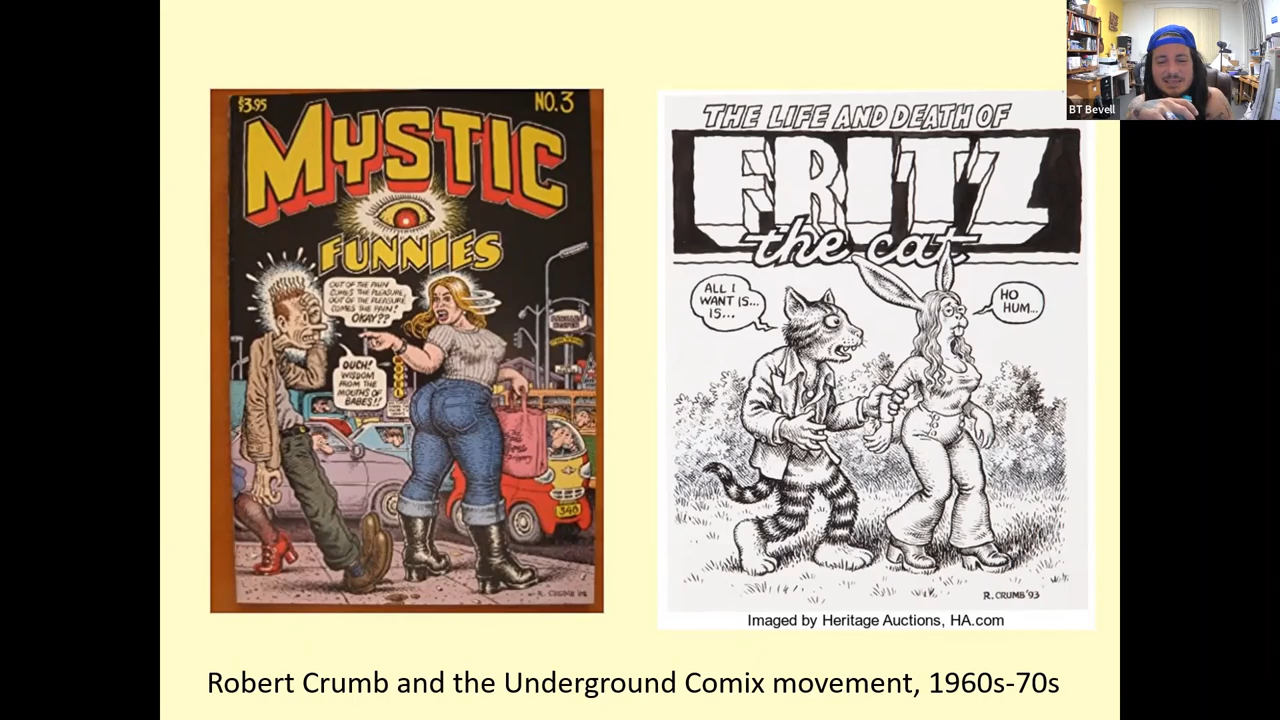 BT Bevell
$3.95
NO. 3
MYSTIC
FUNNIES
OUT OF THE PAIN
COMES THE PLEASURE,
OUT OF THE PLEASURE
COMES THE PAIN!
OKAY??
OUCH!
WISDOM
FROM THE
MOUTHS OF
BABES!!
346
R. CRUMB
THE LIFE AND DEATH OF
FRITZ
the cat
ALL I
WANT IS...
IS...
HO
HUM...
R. CRUMB '93
Imaged by Heritage Auctions, HA.com
Robert Crumb and the Underground Comix movement, 1960s-70s